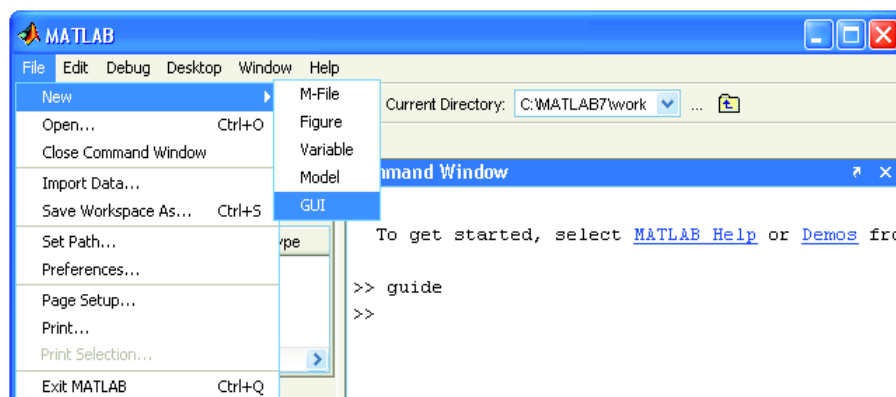 MATLAB
File Edit Debug Desktop Window Help
New
Open... Ctrl+O
Close Command Window
Import Data...
Save Workspace As... Ctrl+S
Set Path...
Preferences...
Page Setup...
Print...
Print Selection...
Exit MATLAB Ctrl+Q
M-File
Figure
Variable
Model
GUI
Current Directory: C:\MATLAB7\work ...
mmand Window
ype
To get started, select MATLAB Help or Demos fro
>> guide
>>